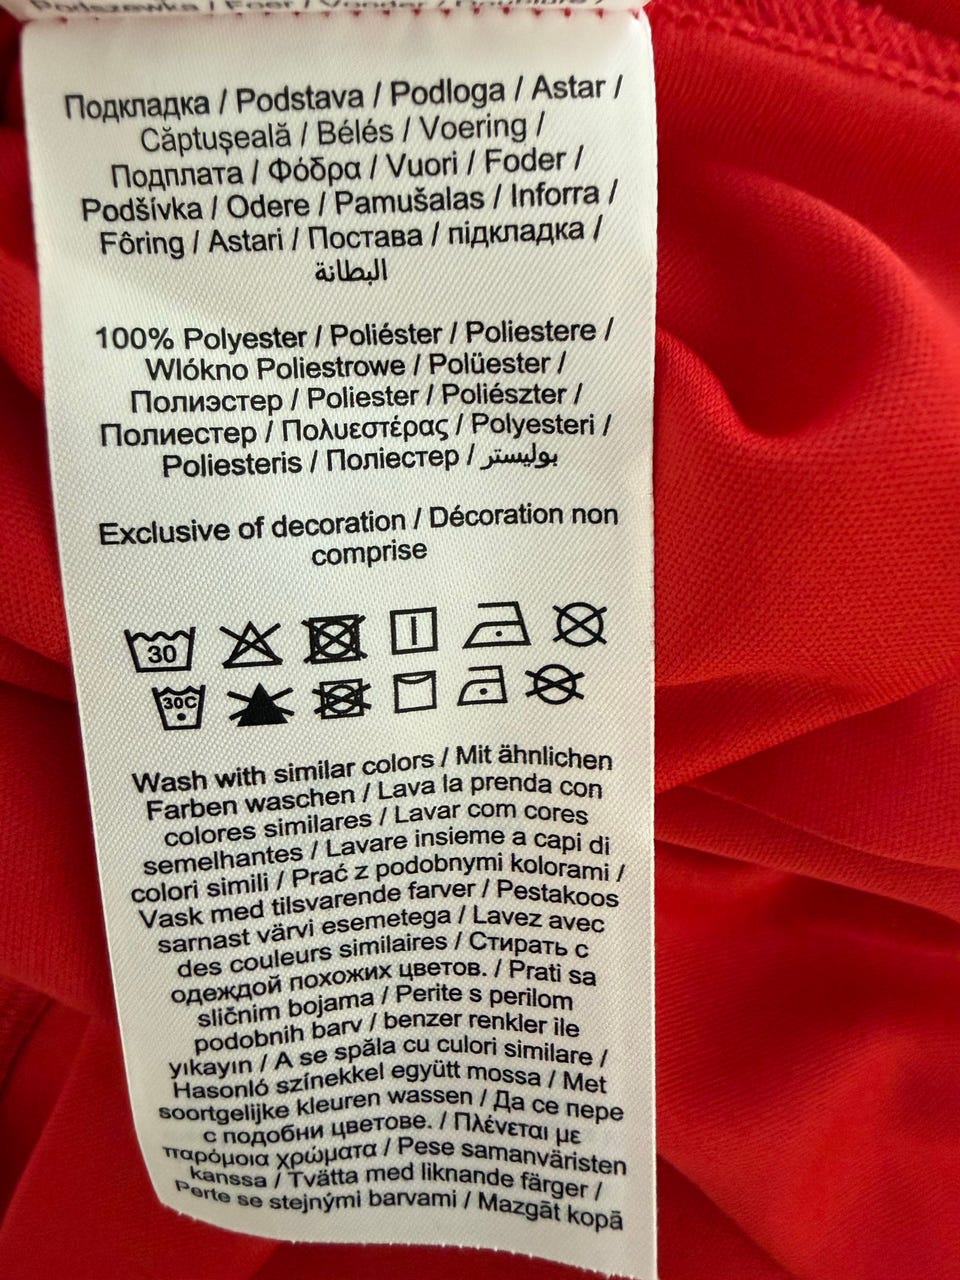 Podszewka / Foer / Vonder / Doublure /
Подкладка / Podstava / Podloga / Astar /
Căptuşeală / Bélés / Voering /
Подплата / Φόδρα / Vuori / Foder /
Podšívka / Odere / Pamušalas / Inforra /
Fôring / Astari / Постава / підкладка /
البطانة
100% Polyester / Poliéster / Poliestere /
Wlókno Poliestrowe / Polüester /
Полиэстер / Poliester / Poliészter /
Полиестер / Πολυεστέρας / Polyesteri /
Poliesteris / Поліестер / بوليستر
Exclusive of decoration / Décoration non
comprise
30
30C
Wash with similar colors / Mit ähnlichen
Farben waschen / Lava la prenda con
colores similares / Lavar com cores
semelhantes / Lavare insieme a capi di
colori simili / Prać z podobnymi kolorami /
Vask med tilsvarende farver / Pestakoos
sarnast värvi esemetega / Lavez avec
des couleurs similaires / Стирать с
одеждой похожих цветов. / Prati sa
sličnim bojama / Perite s perilom
podobnih barv / benzer renkler ile
yıkayın / A se spăla cu culori similare /
Hasonló színekkel együtt mossa / Met
soortgelijke kleuren wassen / Да се пере
с подобни цветове. / Πλένεται με
παρόμοια χρώματα / Pese samanväristen
kanssa / Tvätta med liknande färger /
Perte se stejnými barvami / Mazgāt kopā